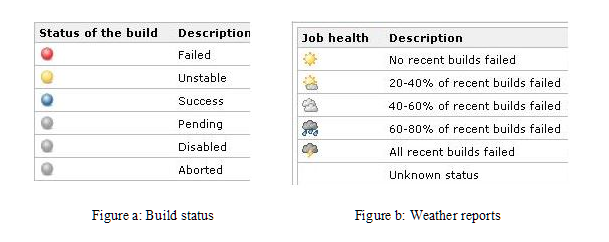 Status of the build Description
Failed
Unstable
Success
Pending
Disabled
Aborted
Figure a: Build status
Job health Description
No recent builds failed
20-40% of recent builds failed
40-60% of recent builds failed
60-80% of recent builds failed
All recent builds failed
Unknown status
Figure b: Weather reports